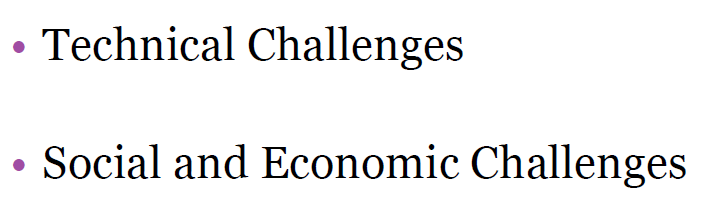 • Technical Challenges
• Social and Economic Challenges